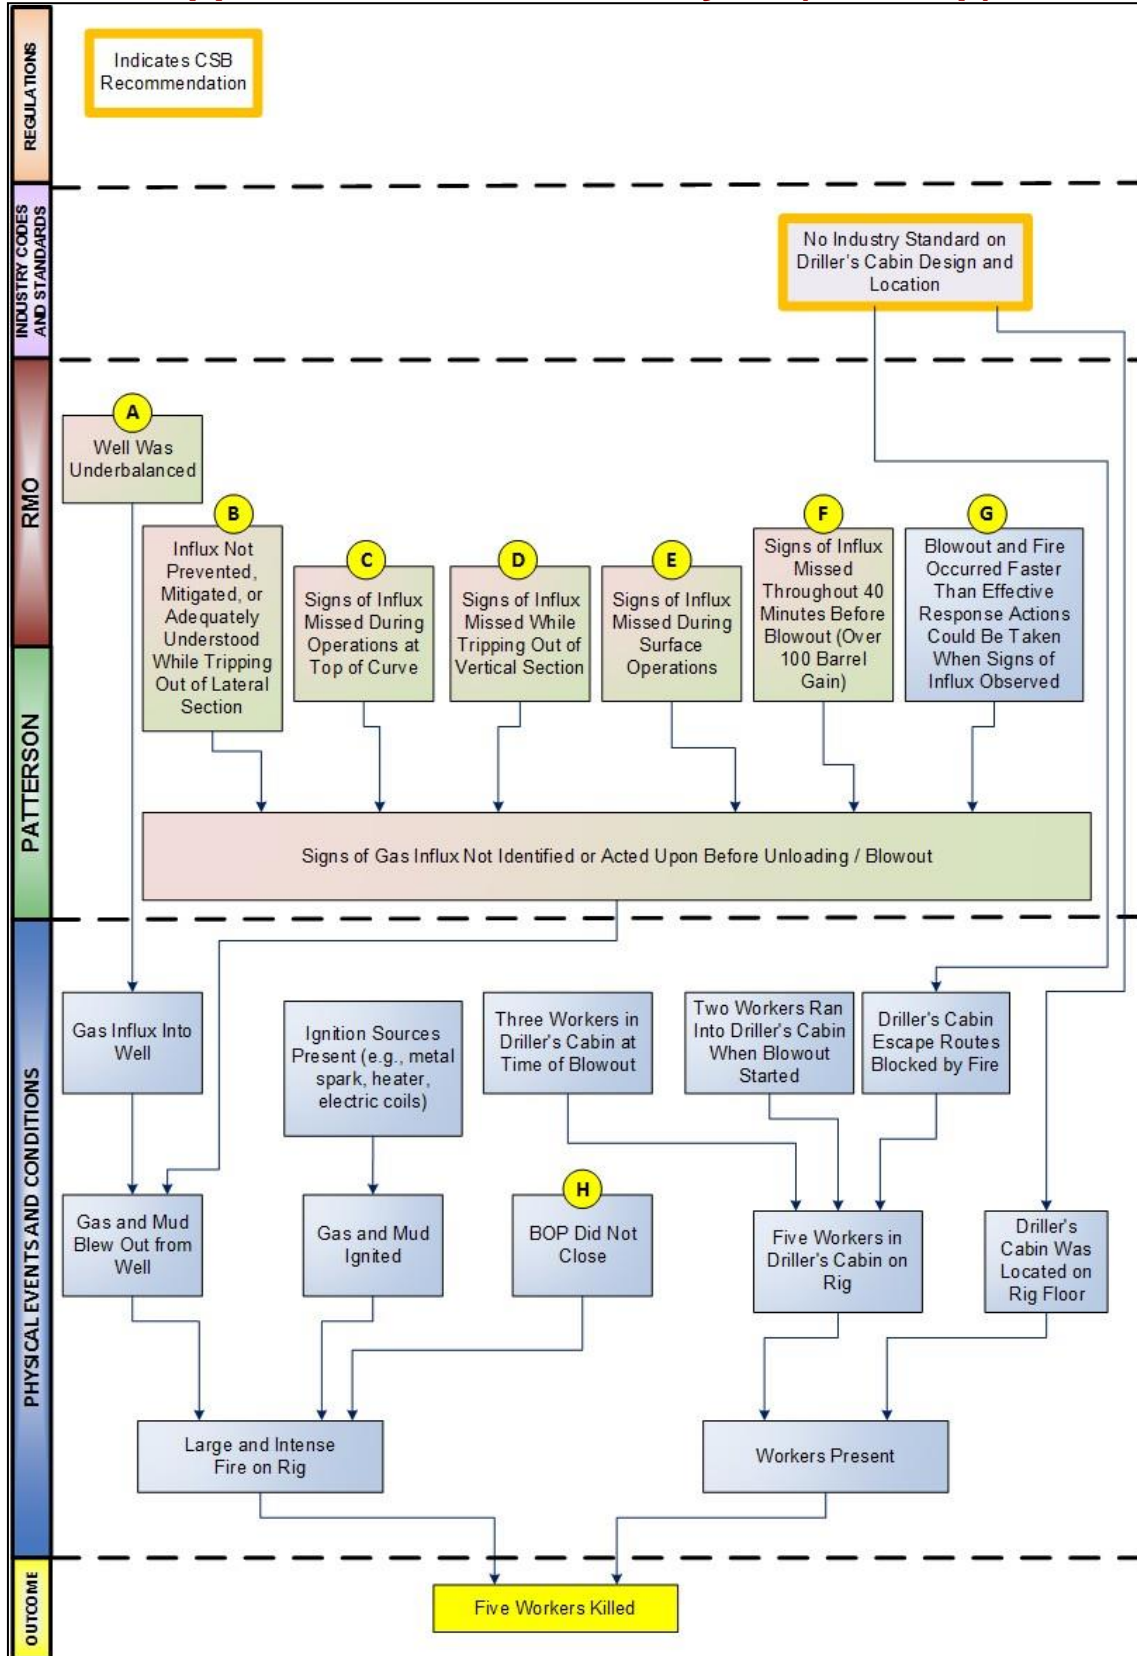 REGULATIONS
Indicates CSB
Recommendation
INDUSTRY CODES
AND STANDARDS
No Industry Standard on
Driller's Cabin Design and
Location
RMO
PATTERSON
A
Well Was
Underbalanced
B
Influx Not
Prevented,
Mitigated, or
Adequately
Understood
While Tripping
Out of Lateral
Section
C
Signs of Influx
Missed During
Operations at
Top of Curve
D
Signs of Influx
Missed While
Tripping Out of
Vertical Section
E
Signs of Influx
Missed During
Surface
Operations
F
Signs of Influx
Missed
Throughout 40
Minutes Before
Blowout (Over
100 Barrel
Gain)
G
Blowout and Fire
Occurred Faster
Than Effective
Response Actions
Could Be Taken
When Signs of
Influx Observed
Signs of Gas Influx Not Identified or Acted Upon Before Unloading / Blowout
PHYSICAL EVENTS AND CONDITIONS
Gas Influx Into
Well
Ignition Sources
Present (e.g., metal
spark, heater,
electric coils)
Three Workers in
Driller's Cabin at
Time of Blowout
Two Workers Ran
Into Driller's Cabin
When Blowout
Started
Driller's Cabin
Escape Routes
Blocked by Fire
Gas and Mud
Blew Out from
Well
Gas and Mud
Ignited
H
BOP Did Not
Close
Five Workers in
Driller's Cabin on
Rig
Driller's
Cabin Was
Located on
Rig Floor
Large and Intense
Fire on Rig
Workers Present
OUTCOME
Five Workers Killed